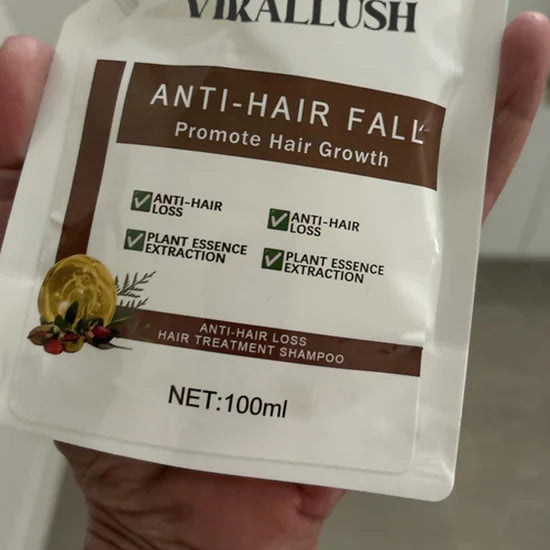 VIRALLUSH
ANTI-HAIR FALL
Promote Hair Growth
ANTI-HAIR
LOSS
ANTI-HAIR
LOSS
PLANT ESSENCE
EXTRACTION
PLANT ESSENCE
EXTRACTION
ANTI-HAIR LOSS
HAIR TREATMENT SHAMPOO
NET:100ml